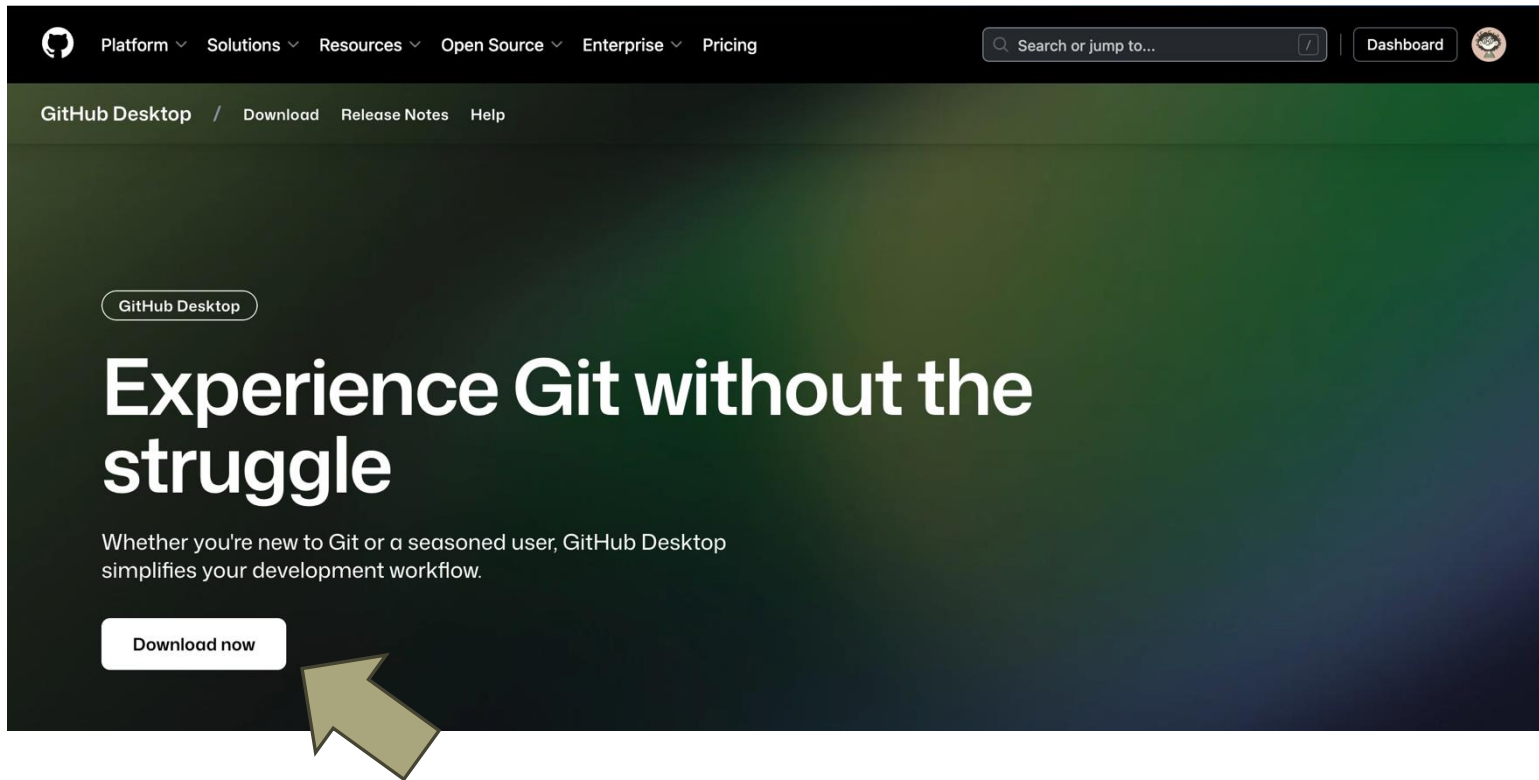 Platform Solutions Resources Open Source Enterprise Pricing Search or jump to... / Dashboard
GitHub Desktop / Download Release Notes Help
GitHub Desktop
Experience Git without the
struggle
Whether you're new to Git or a seasoned user, GitHub Desktop
simplifies your development workflow.
Download now